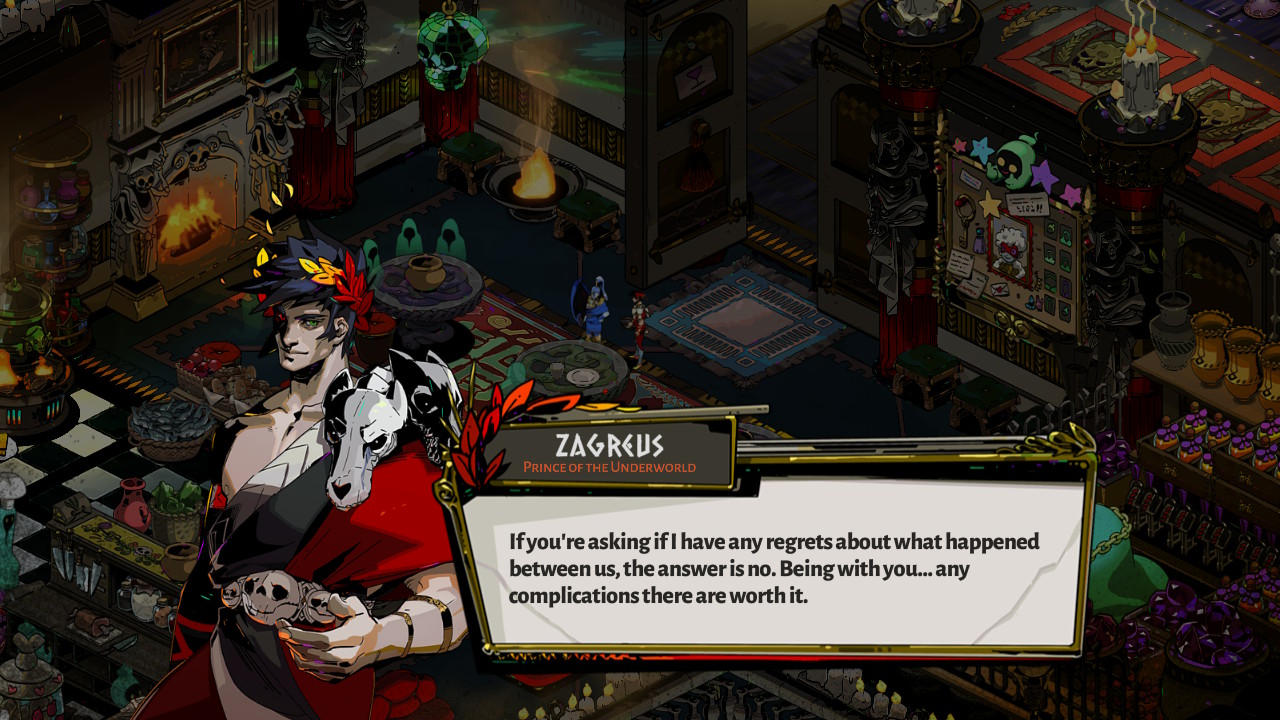 ZAGREUS
PRINCE OF THE UNDERWORLD
If you're asking if I have any regrets about what happened
between us, the answer is no. Being with you... any
complications there are worth it.